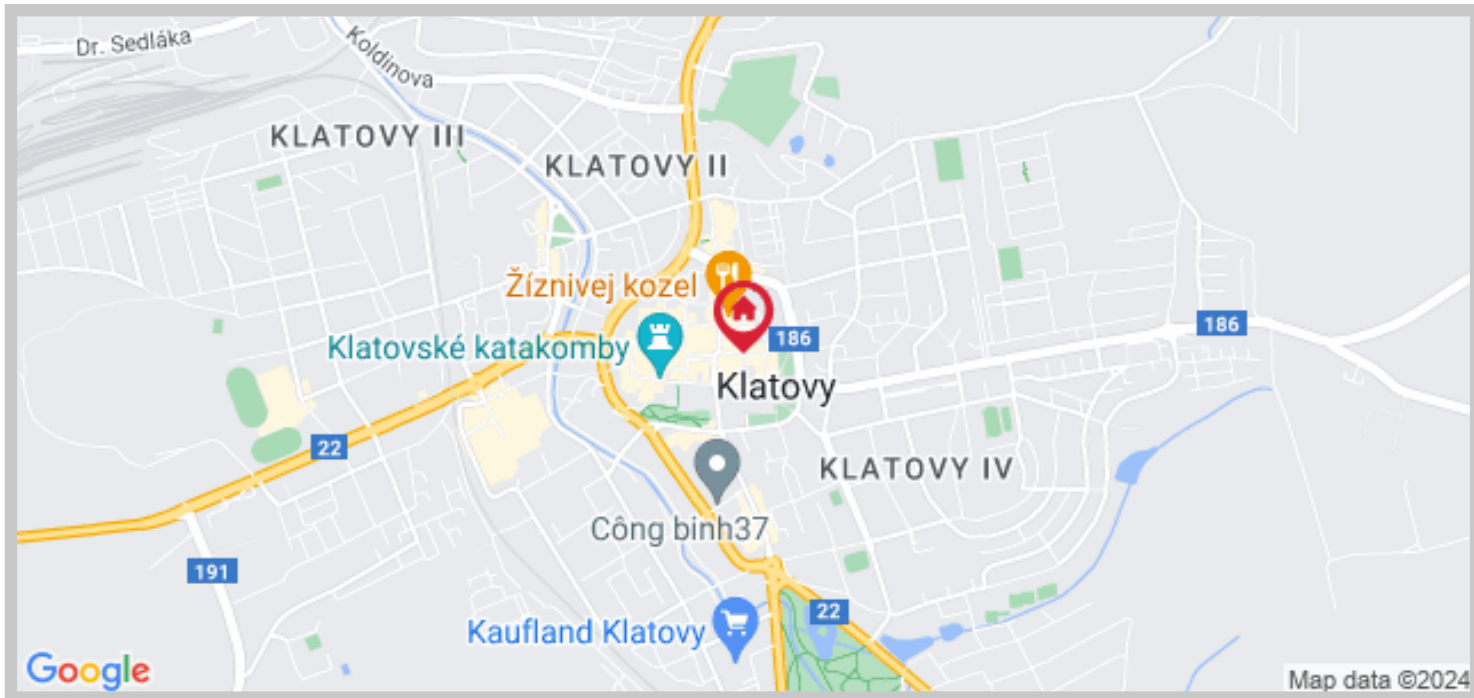 Dr. Sedláka
Koldinova
KLATOVY III
KLATOVY II
Žíznivej kozel
186
186
Klatovské katakomby
Klatovy
22
KLATOVY IV
Công binh37
191
22
Kaufland Klatovy
Google
Map data ©2024